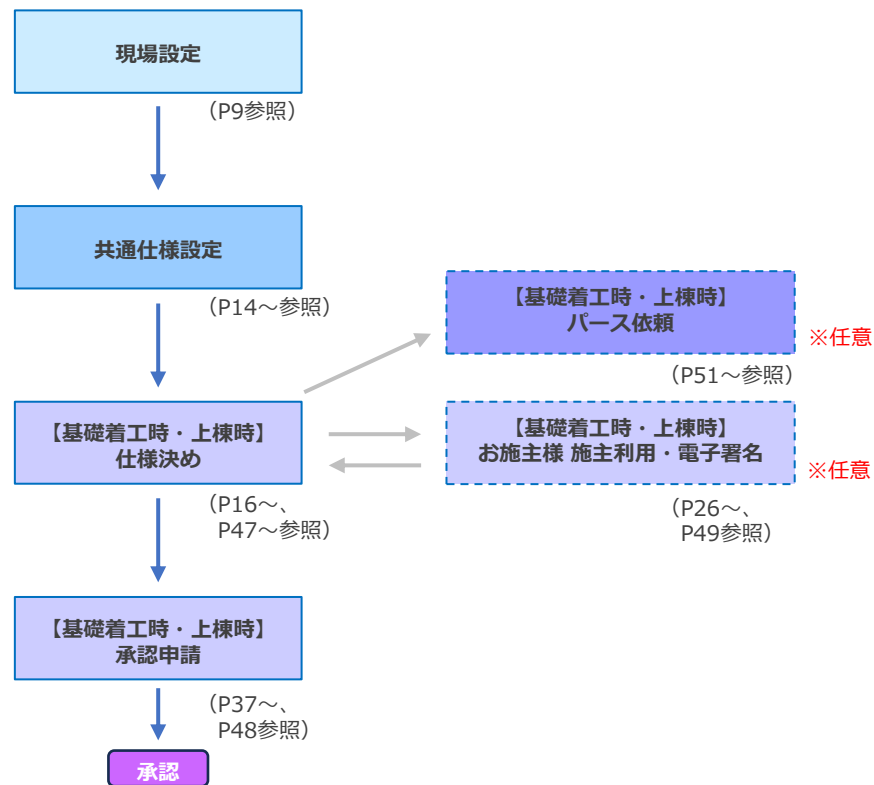 現場設定
（P9参照）
共通仕様設定
（P14～参照）
【基礎着工時・上棟時】
パース依頼
※任意
（P51～参照）
【基礎着工時・上棟時】
仕様決め
（P16～、
P47～参照）
【基礎着工時・上棟時】
お施主様 施主利用・電子署名
※任意
（P26～、
P49参照）
【基礎着工時・上棟時】
承認申請
（P37～、
P48参照）
承認